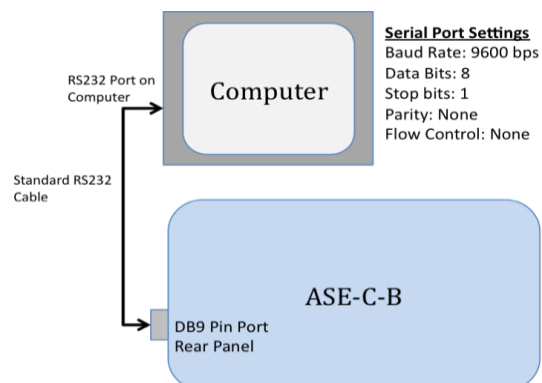 Serial Port Settings
Baud Rate: 9600 bps
Data Bits: 8
Stop bits: 1
Parity: None
Flow Control: None
RS232 Port on
Computer
Computer
Standard RS232
Cable
ASE-C-B
DB9 Pin Port
Rear Panel